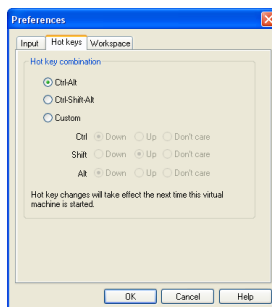 Preferences
Input Hot keys Workspace
Hot key combination
Ctrl-Alt
Ctrl-Shift-Alt
Custom
Ctrl Down Up Don't care
Shift Down Up Don't care
Alt Down Up Don't care
Hot key changes will take effect the next time this virtual
machine is started.
OK Cancel Help